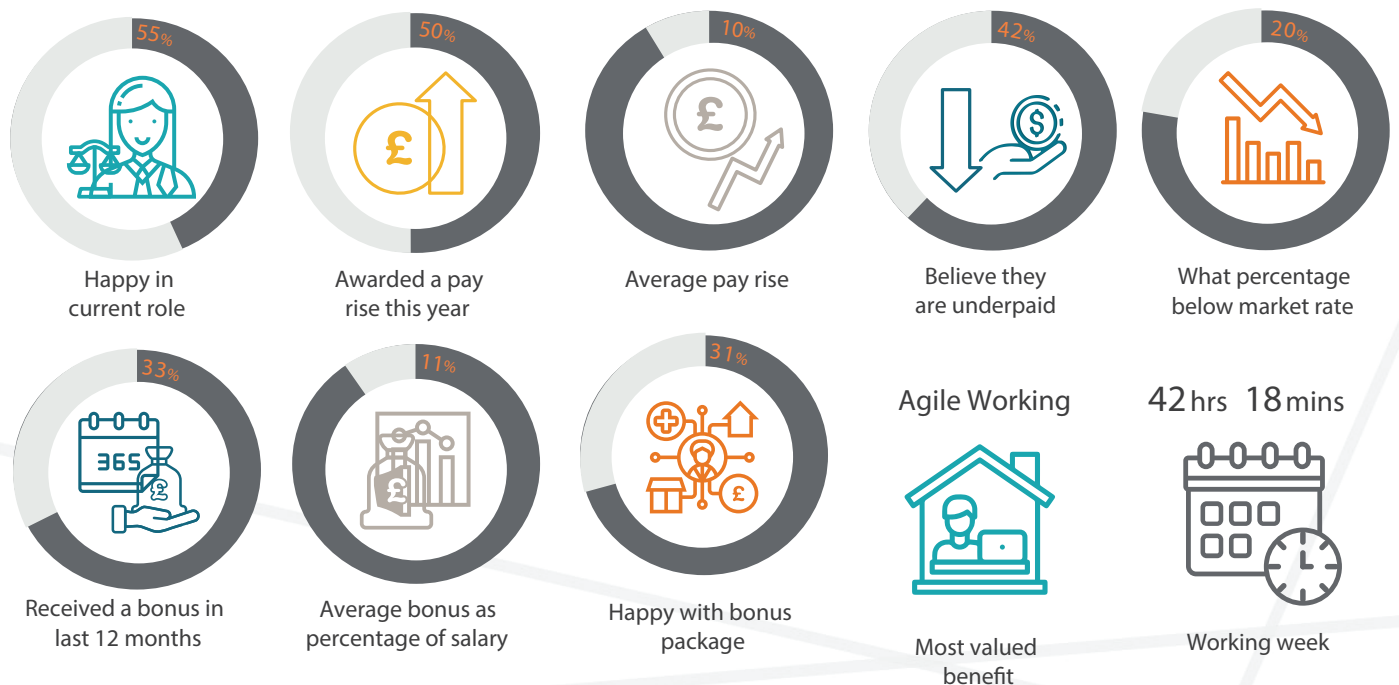 55%
Happy in
current role
50%
£
Awarded a pay
rise this year
10%
£
Average pay rise
42%
$
Believe they
are underpaid
20%
What percentage
below market rate
33%
365
£
Received a bonus in
last 12 months
11%
£
Average bonus as
percentage of salary
31%
£
Happy with bonus
package
Agile Working
Most valued
benefit
42 hrs 18 mins
Working week